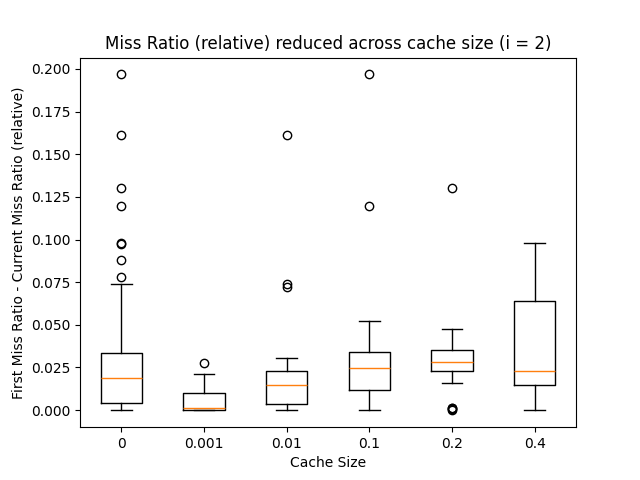 Miss Ratio (relative) reduced across cache size (i = 2)
First Miss Ratio - Current Miss Ratio (relative)
0.200
0.175
0.150
0.125
0.100
0.075
0.050
0.025
0.000
0 0.001 0.01 0.1 0.2 0.4
Cache Size